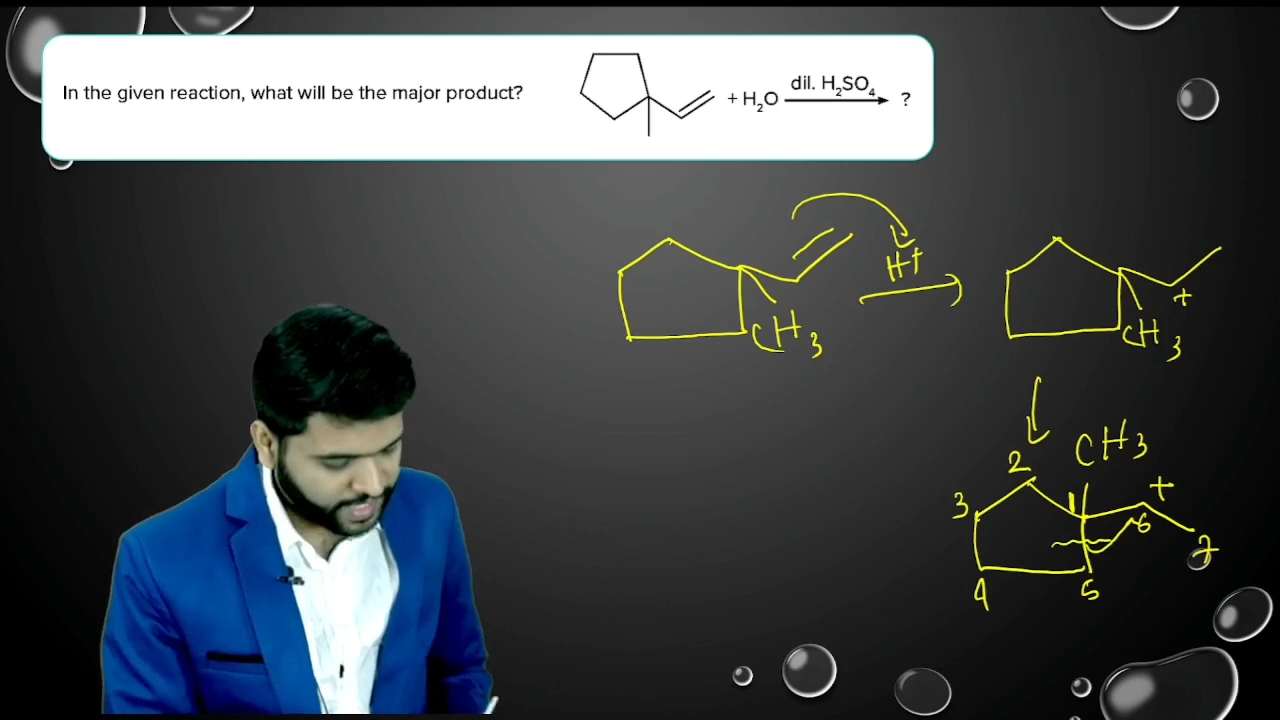 In the given reaction, what will be the major product?
+ H₂O dil. H₂SO₄ ?
H+
CH3
+
CH3
CH3
2
1
+
3
6
7
4
5